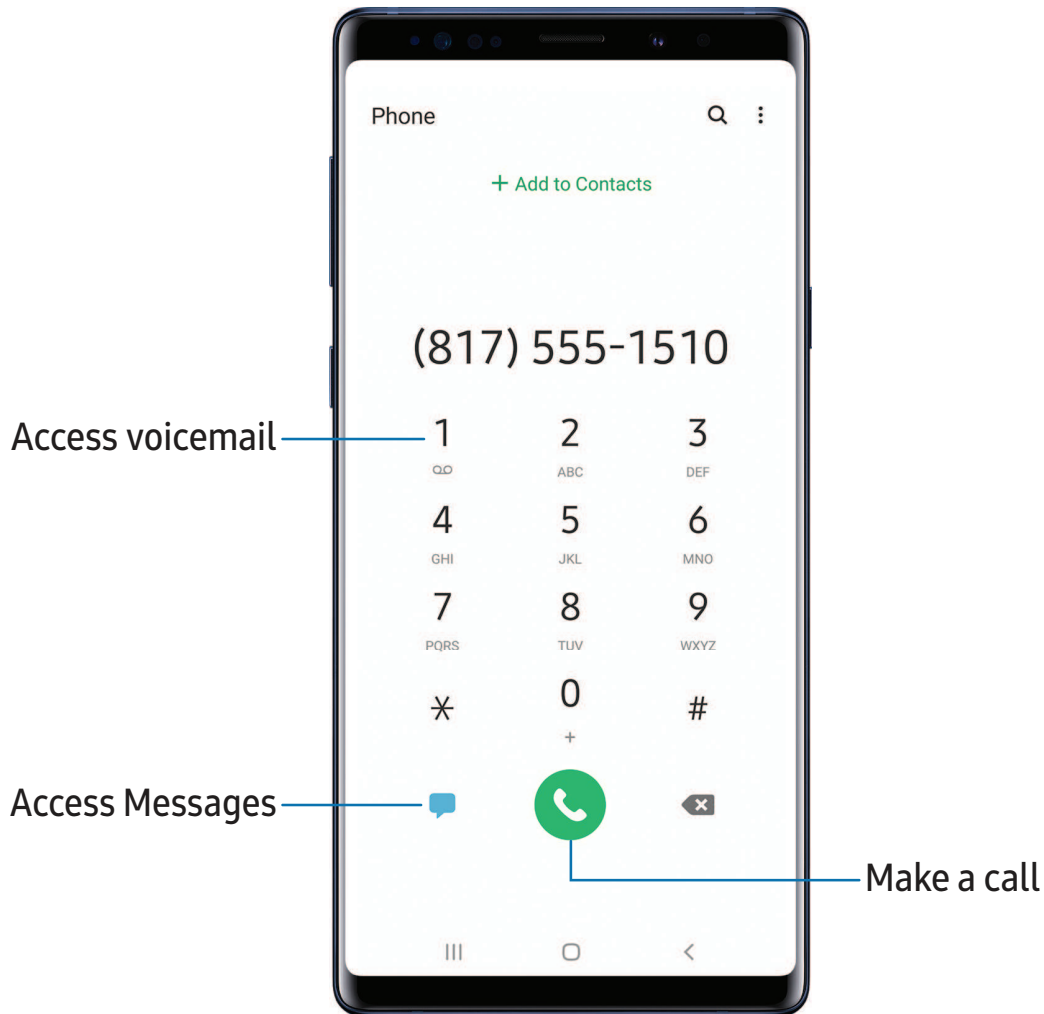 Phone
+ Add to Contacts
(817) 555-1510
Access voicemail
1 2 3
ABC DEF
4 5 6
GHI JKL MNO
7 8 9
PQRS TUV WXYZ
* 0 #
+
Access Messages
Make a call